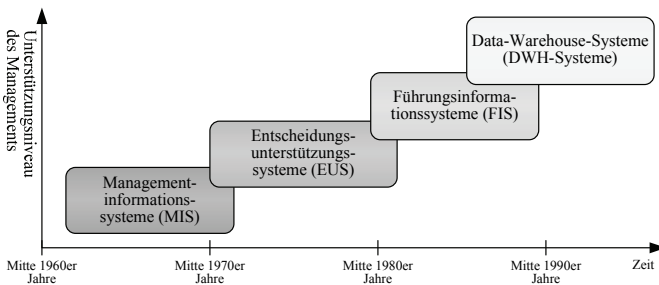 Unterstützungsniveau
des Managements
Data-Warehouse-Systeme
(DWH-Systeme)
Führungsinforma-
tionssysteme (FIS)
Entscheidungs-
unterstützungs-
systeme (EUS)
Management-
informations-
systeme (MIS)
Mitte 1960er
Jahre
Mitte 1970er
Jahre
Mitte 1980er
Jahre
Mitte 1990er
Jahre
Zeit